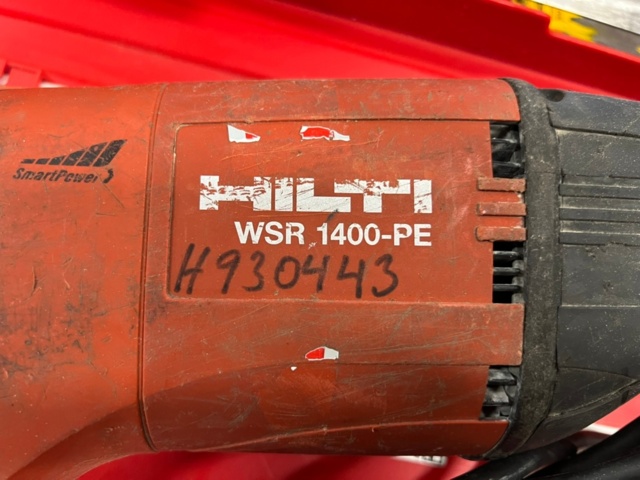 SmartPower
HILTI
WSR 1400-PE
H930443